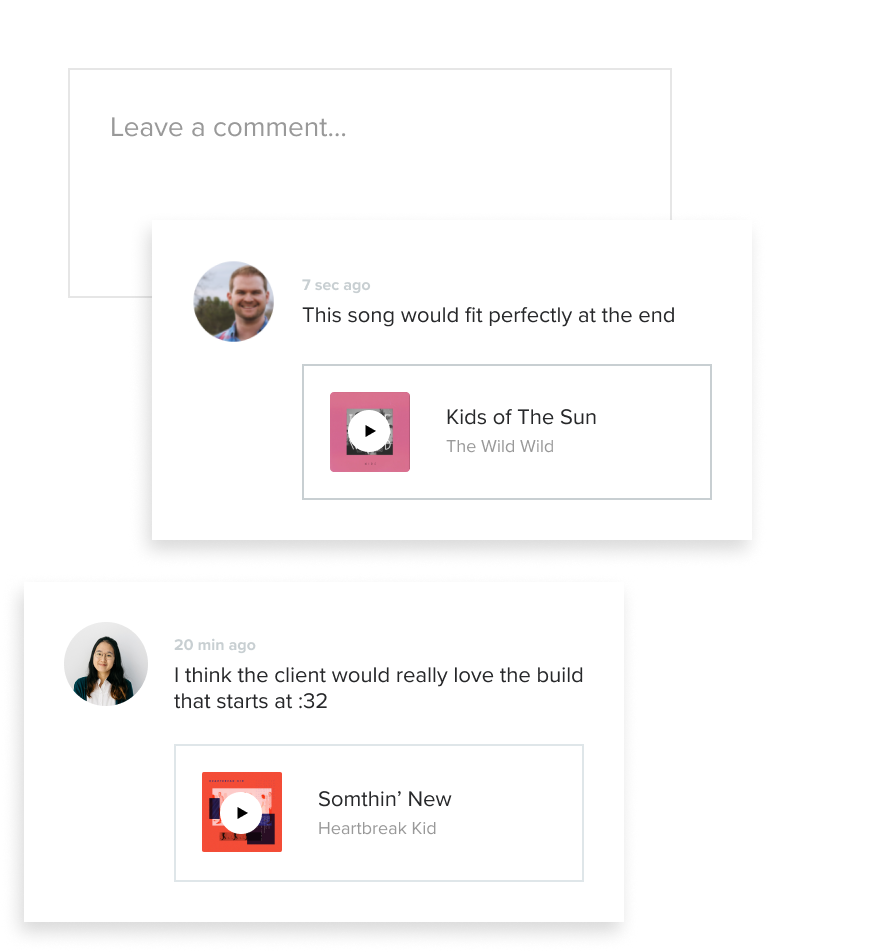 Leave a comment...
7 sec ago
This song would fit perfectly at the end
Kids of The Sun
The Wild Wild
20 min ago
I think the client would really love the build
that starts at :32
HEARTBREAK KID
Somthin’ New
Heartbreak Kid